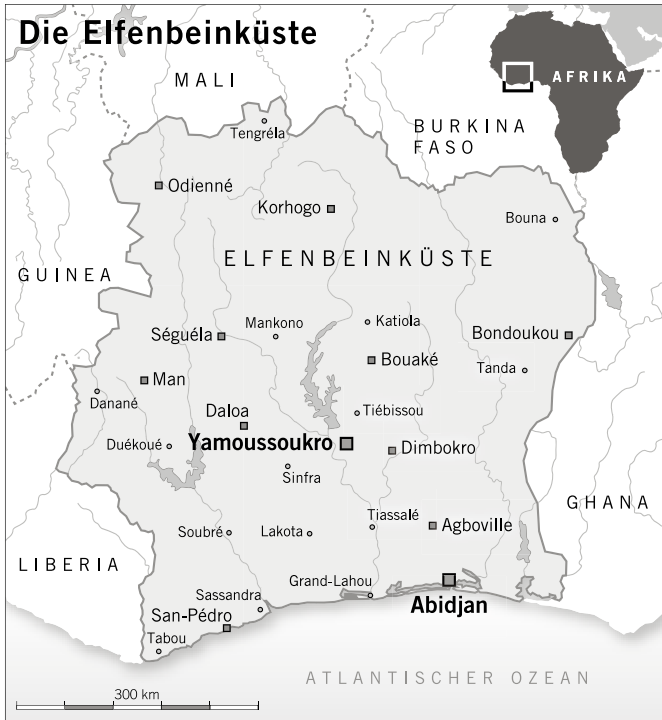 Die Elfenbeinküste
MALI
AFRIKA
BURKINA
FASO
Tengréla
Odienné
Korhogo
Bouna
ELFENBEINKÜSTE
GUINEA
Mankono
Katiola
Séguéla
Bondoukou
Bouaké
Tanda
Man
Danané
Daloa
Tiébissou
Duékoué
Yamoussoukro
Dimbokro
Sinfra
GHANA
Tiassalé
Agboville
Soubré
Lakota
LIBERIA
Grand-Lahou
Sassandra
Abidjan
San-Pédro
Tabou
ATLANTISCHER OZEAN
300 km